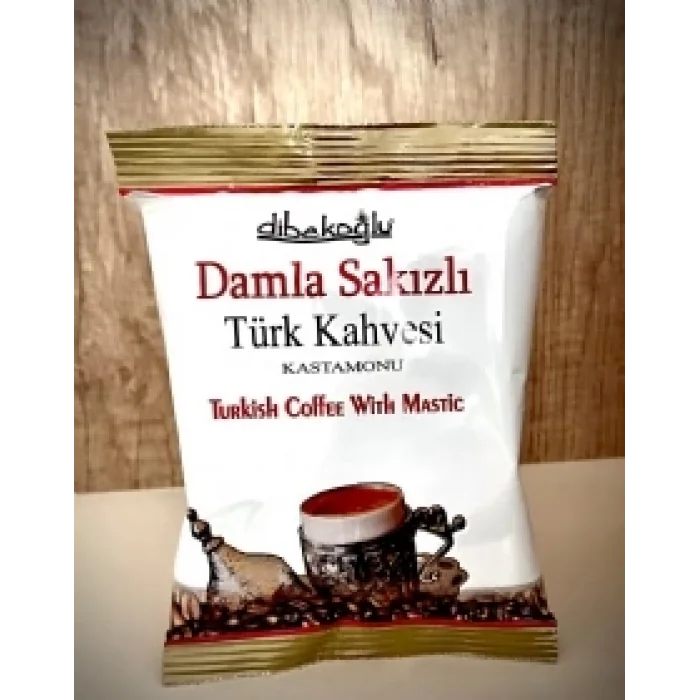 dibekoğlu
Damla Sakızlı
Türk Kahvesi
KASTAMONU
Turkish Coffee With Mastic